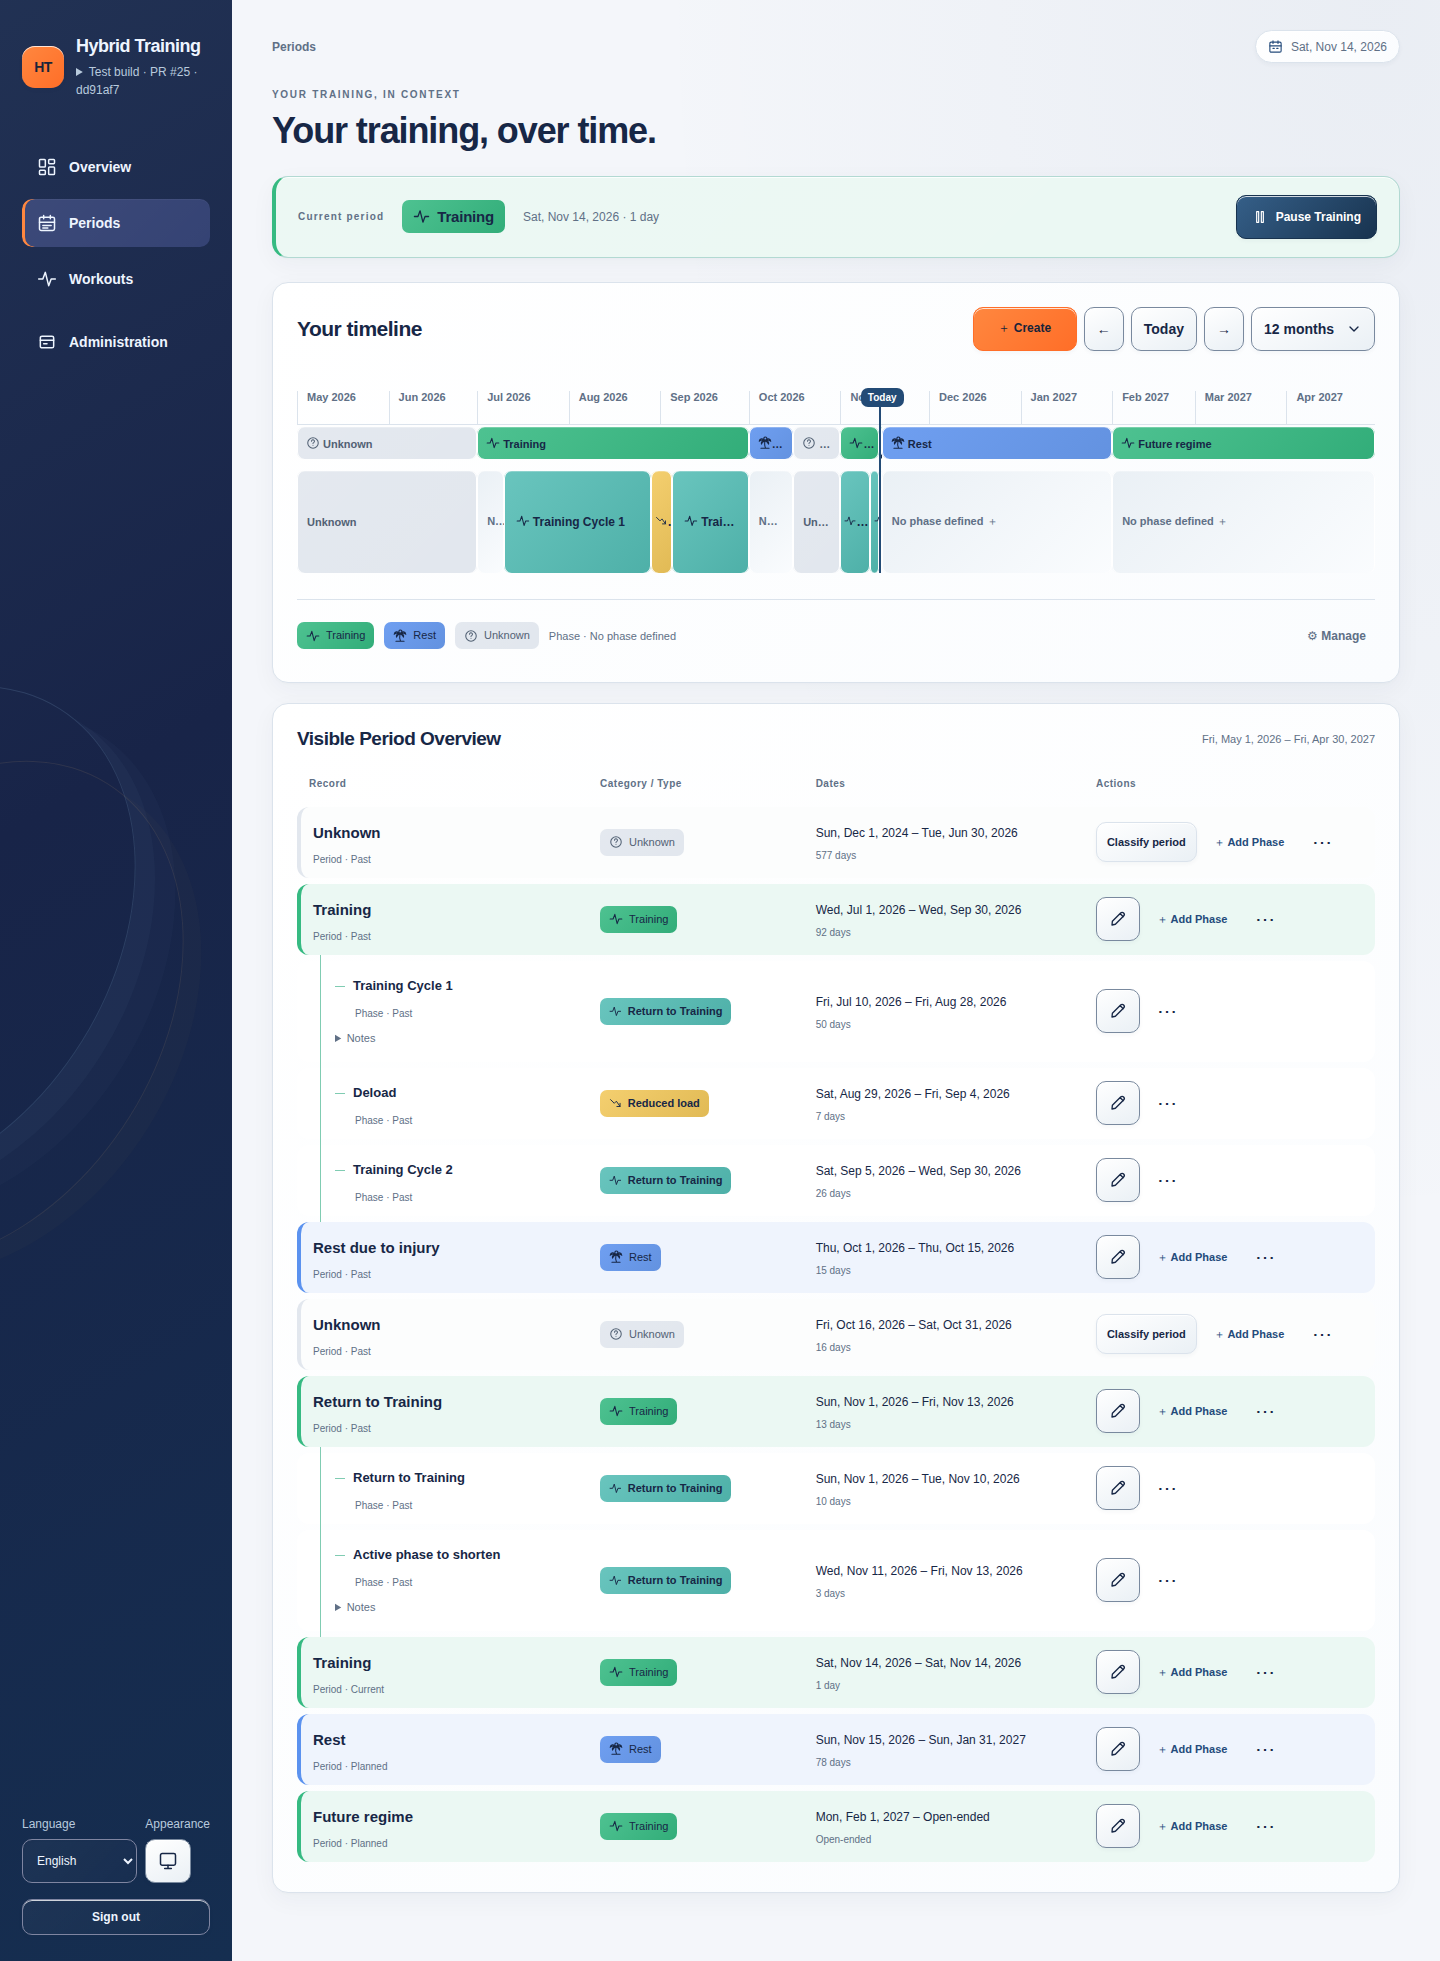 HT
Hybrid Training
▶ Test build · PR #25 ·
dd91af7
Overview
Periods
Workouts
Administration
Language
Appearance
English
Sign out
Periods
Sat, Nov 14, 2026
YOUR TRAINING, IN CONTEXT
Your training, over time.
Current period Training Sat, Nov 14, 2026 · 1 day
Pause Training
Your timeline
+ Create
←
Today
→
12 months
May 2026 Jun 2026 Jul 2026 Aug 2026 Sep 2026 Oct 2026 Today Dec 2026 Jan 2027 Feb 2027 Mar 2027 Apr 2027
Unknown Training ... ... ... Rest Future regime
Unknown N... Training Cycle 1 Trai... N... Un... ... No phase defined + No phase defined +
Training Rest Unknown Phase · No phase defined
⚙ Manage
Visible Period Overview
Fri, May 1, 2026 – Fri, Apr 30, 2027
Record Category / Type Dates Actions
Unknown
Period · Past
Unknown
Sun, Dec 1, 2024 – Tue, Jun 30, 2026
577 days
Classify period + Add Phase ···
Training
Period · Past
Training
Wed, Jul 1, 2026 – Wed, Sep 30, 2026
92 days
+ Add Phase ···
— Training Cycle 1
Phase · Past
▶ Notes
Return to Training
Fri, Jul 10, 2026 – Fri, Aug 28, 2026
50 days
···
— Deload
Phase · Past
Reduced load
Sat, Aug 29, 2026 – Fri, Sep 4, 2026
7 days
···
— Training Cycle 2
Phase · Past
Return to Training
Sat, Sep 5, 2026 – Wed, Sep 30, 2026
26 days
···
Rest due to injury
Period · Past
Rest
Thu, Oct 1, 2026 – Thu, Oct 15, 2026
15 days
+ Add Phase ···
Unknown
Period · Past
Unknown
Fri, Oct 16, 2026 – Sat, Oct 31, 2026
16 days
Classify period + Add Phase ···
Return to Training
Period · Past
Training
Sun, Nov 1, 2026 – Fri, Nov 13, 2026
13 days
+ Add Phase ···
— Return to Training
Phase · Past
Return to Training
Sun, Nov 1, 2026 – Tue, Nov 10, 2026
10 days
···
— Active phase to shorten
Phase · Past
▶ Notes
Return to Training
Wed, Nov 11, 2026 – Fri, Nov 13, 2026
3 days
···
Training
Period · Current
Training
Sat, Nov 14, 2026 – Sat, Nov 14, 2026
1 day
+ Add Phase ···
Rest
Period · Planned
Rest
Sun, Nov 15, 2026 – Sun, Jan 31, 2027
78 days
+ Add Phase ···
Future regime
Period · Planned
Training
Mon, Feb 1, 2027 – Open-ended
Open-ended
+ Add Phase ···